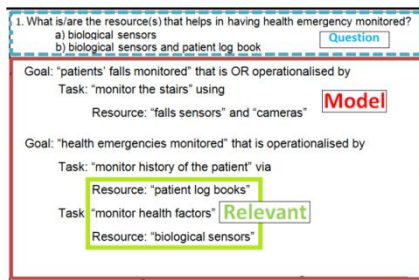 1. What is/are the resource(s) that helps in having health emergency monitored?
a) biological sensors
b) biological sensors and patient log book
Question
Goal: “patients’ falls monitored” that is OR operationalised by
Task: “monitor the stairs” using
Resource: “falls sensors” and “cameras”
Model
Goal: “health emergencies monitored” that is operationalised by
Task: “monitor history of the patient” via
Resource: “patient log books”
Task “monitor health factors” Relevant
Resource: “biological sensors”